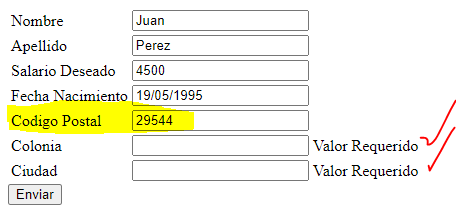 Nombre Juan
Apellido Perez
Salario Deseado 4500
Fecha Nacimiento 19/05/1995
Codigo Postal 29544
Colonia Valor Requerido
Ciudad Valor Requerido
Enviar